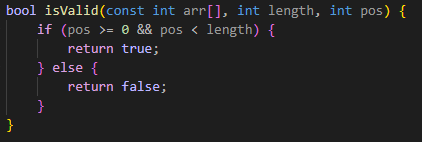 bool isValid(const int arr[], int length, int pos) {
    if (pos >= 0 && pos < length) {
        return true;
    } else {
        return false;
    }
}